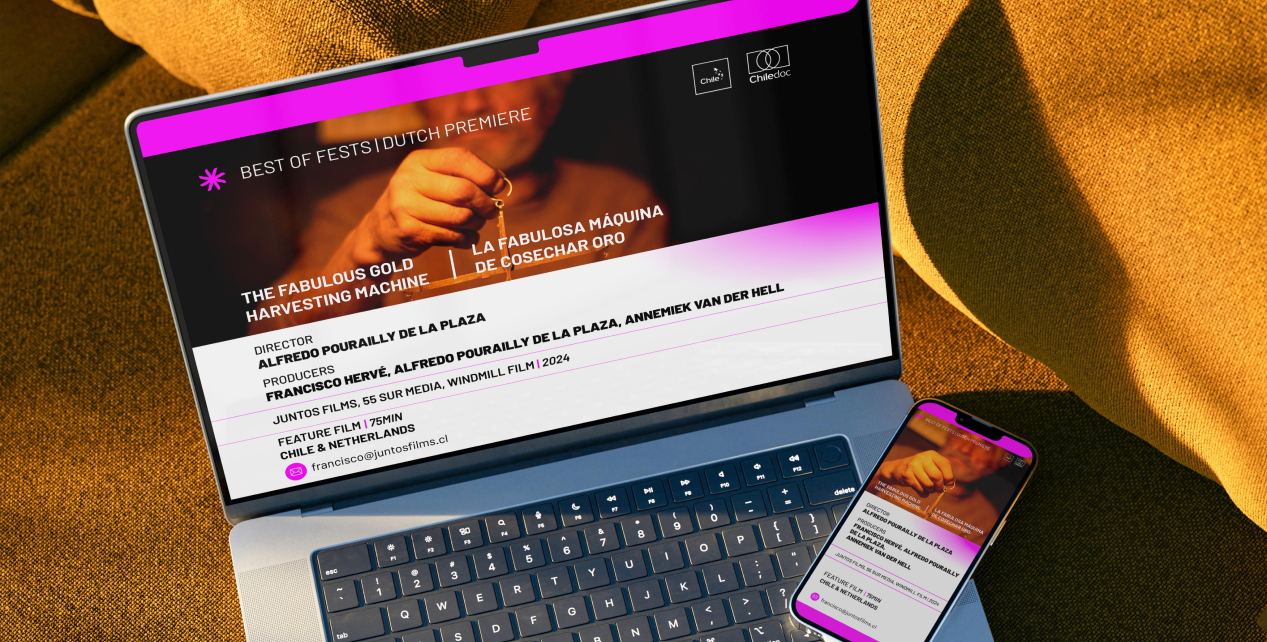 Chile
Chiledoc
BEST OF FESTS | DUTCH PREMIERE
THE FABULOUS GOLD
HARVESTING MACHINE
LA FABULOSA MÁQUINA
DE COSECHAR ORO
DIRECTOR
ALFREDO POURAILLY DE LA PLAZA
PRODUCERS
FRANCISCO HERVÉ, ALFREDO POURAILLY DE LA PLAZA, ANNEMIEK VAN DER HELL
JUNTOS FILMS, 55 SUR MEDIA, WINDMILL FILM | 2024
FEATURE FILM | 75MIN
CHILE & NETHERLANDS
francisco@juntosfilms.cl
esc F1 F2 F3 F4 F5 F6 F7 F8 F9 F10 F11 F12
~ ! 1 @ 2 # 3 $ 4 % 5 ^ 6 & 7 * 8 ( 9 ) 0 _ - + = delete
tab Q W E R T Y U I O P { [ } ]
S D F G H J K L : ; " '
B N M < , > . ?
BEST OF FESTS | DUTCH PREMIERE
THE FABULOUS GOLD
HARVESTING MACHINE
LA FABULOSA MÁQUINA
DE COSECHAR ORO
DIRECTOR
ALFREDO POURAILLY DE LA PLAZA
PRODUCERS
FRANCISCO HERVÉ, ALFREDO POURAILLY
DE LA PLAZA,
ANNEMIEK VAN DER HELL
JUNTOS FILMS, 55 SUR MEDIA, WINDMILL FILM | 2024
FEATURE FILM | 75MIN
CHILE & NETHERLANDS
francisco@juntosfilms.cl